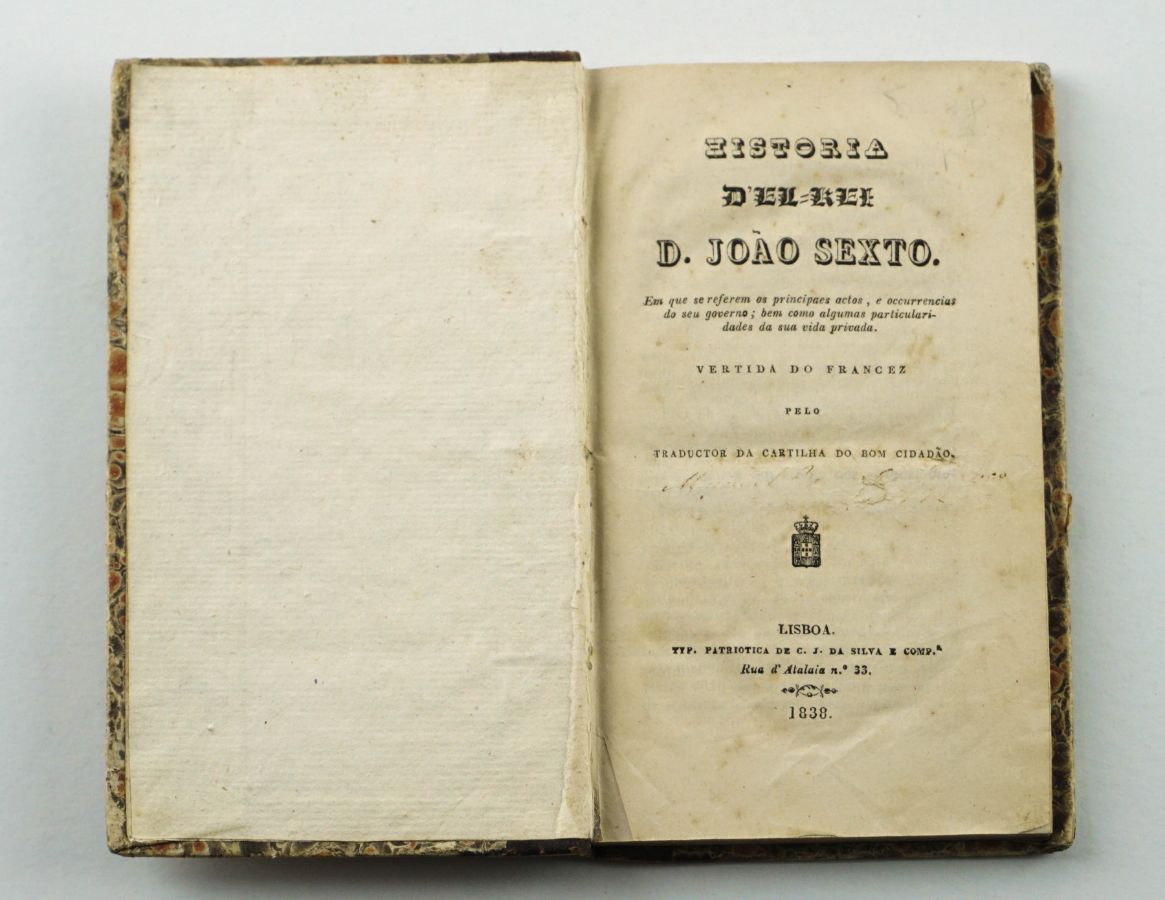 HISTORIA
D'EL-REI
D. JOÃO SEXTO.
Em que se referem os principaes actos, e occurrencias
do seu governo; bem como algumas particulari-
dades da sua vida privada.
VERTIDA DO FRANCEZ
PELO
TRADUCTOR DA CARTILHA DO BOM CIDADÃO.
LISBOA.
TYP. PATRIOTICA DE C. J. DA SILVA E COMP.ª
Rua d'Atalaia n.º 33.
1838.